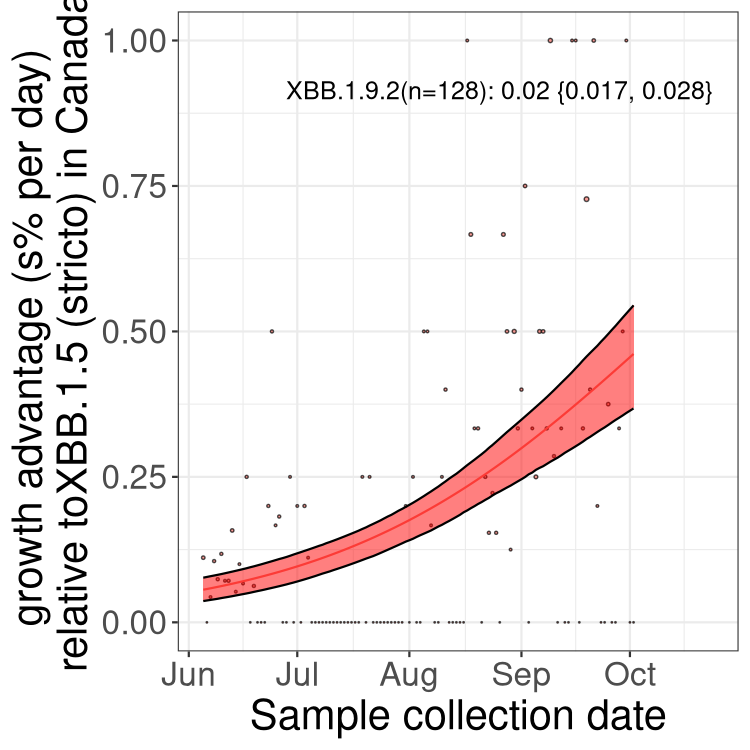 growth advantage (s% per day)
relative toXBB.1.5 (stricto) in Canada
1.00
0.75
0.50
0.25
0.00
XBB.1.9.2(n=128): 0.02 {0.017, 0.028}
Jun Jul Aug Sep Oct
Sample collection date